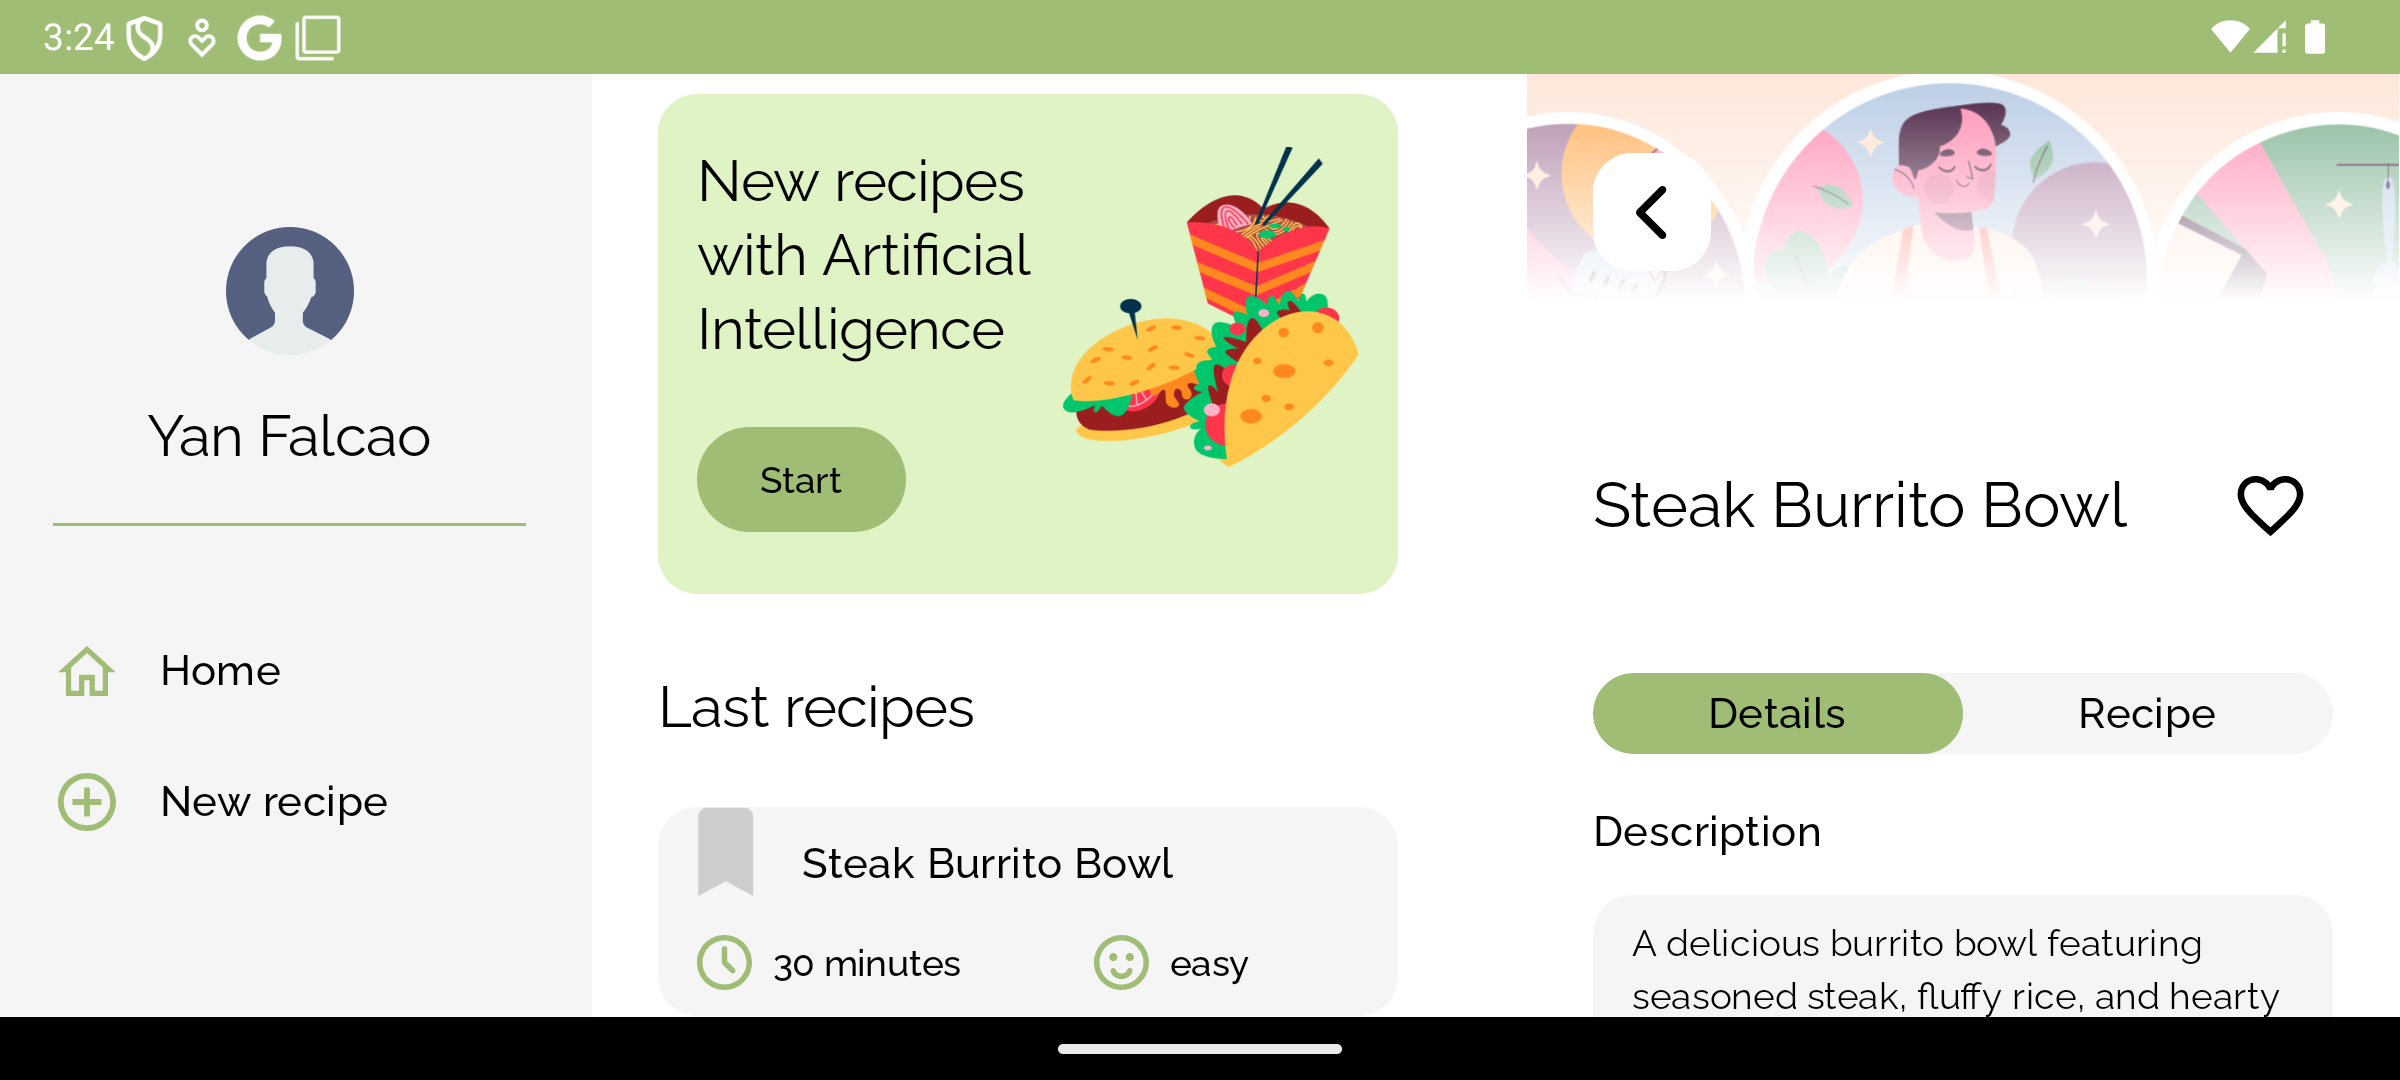 3:24
Yan Falcao
Home
New recipe
New recipes
with Artificial
Intelligence
Start
Last recipes
Steak Burrito Bowl
30 minutes
easy
Steak Burrito Bowl
Details
Recipe
Description
A delicious burrito bowl featuring
seasoned steak, fluffy rice, and hearty